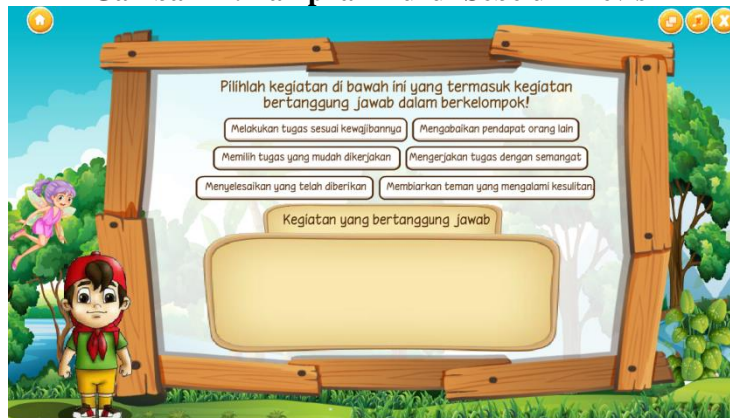 Pilihlah kegiatan di bawah ini yang termasuk kegiatan
bertanggung jawab dalam berkelompok!
Melakukan tugas sesuai kewajibannya
Mengabaikan pendapat orang lain
Memilih tugas yang mudah dikerjakan
Mengerjakan tugas dengan semangat
Menyelesaikan yang telah diberikan
Membiarkan teman yang mengalami kesulitan
Kegiatan yang bertanggung jawab